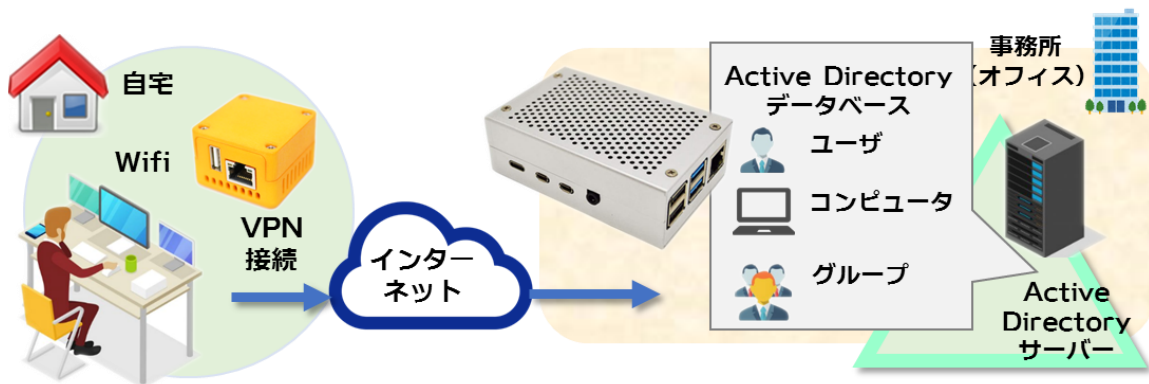 自宅
Wifi
VPN
接続
インター
ネット
Active Directory
データベース
ユーザ
コンピュータ
グループ
事務所
(オフィス)
Active
Directory
サーバー